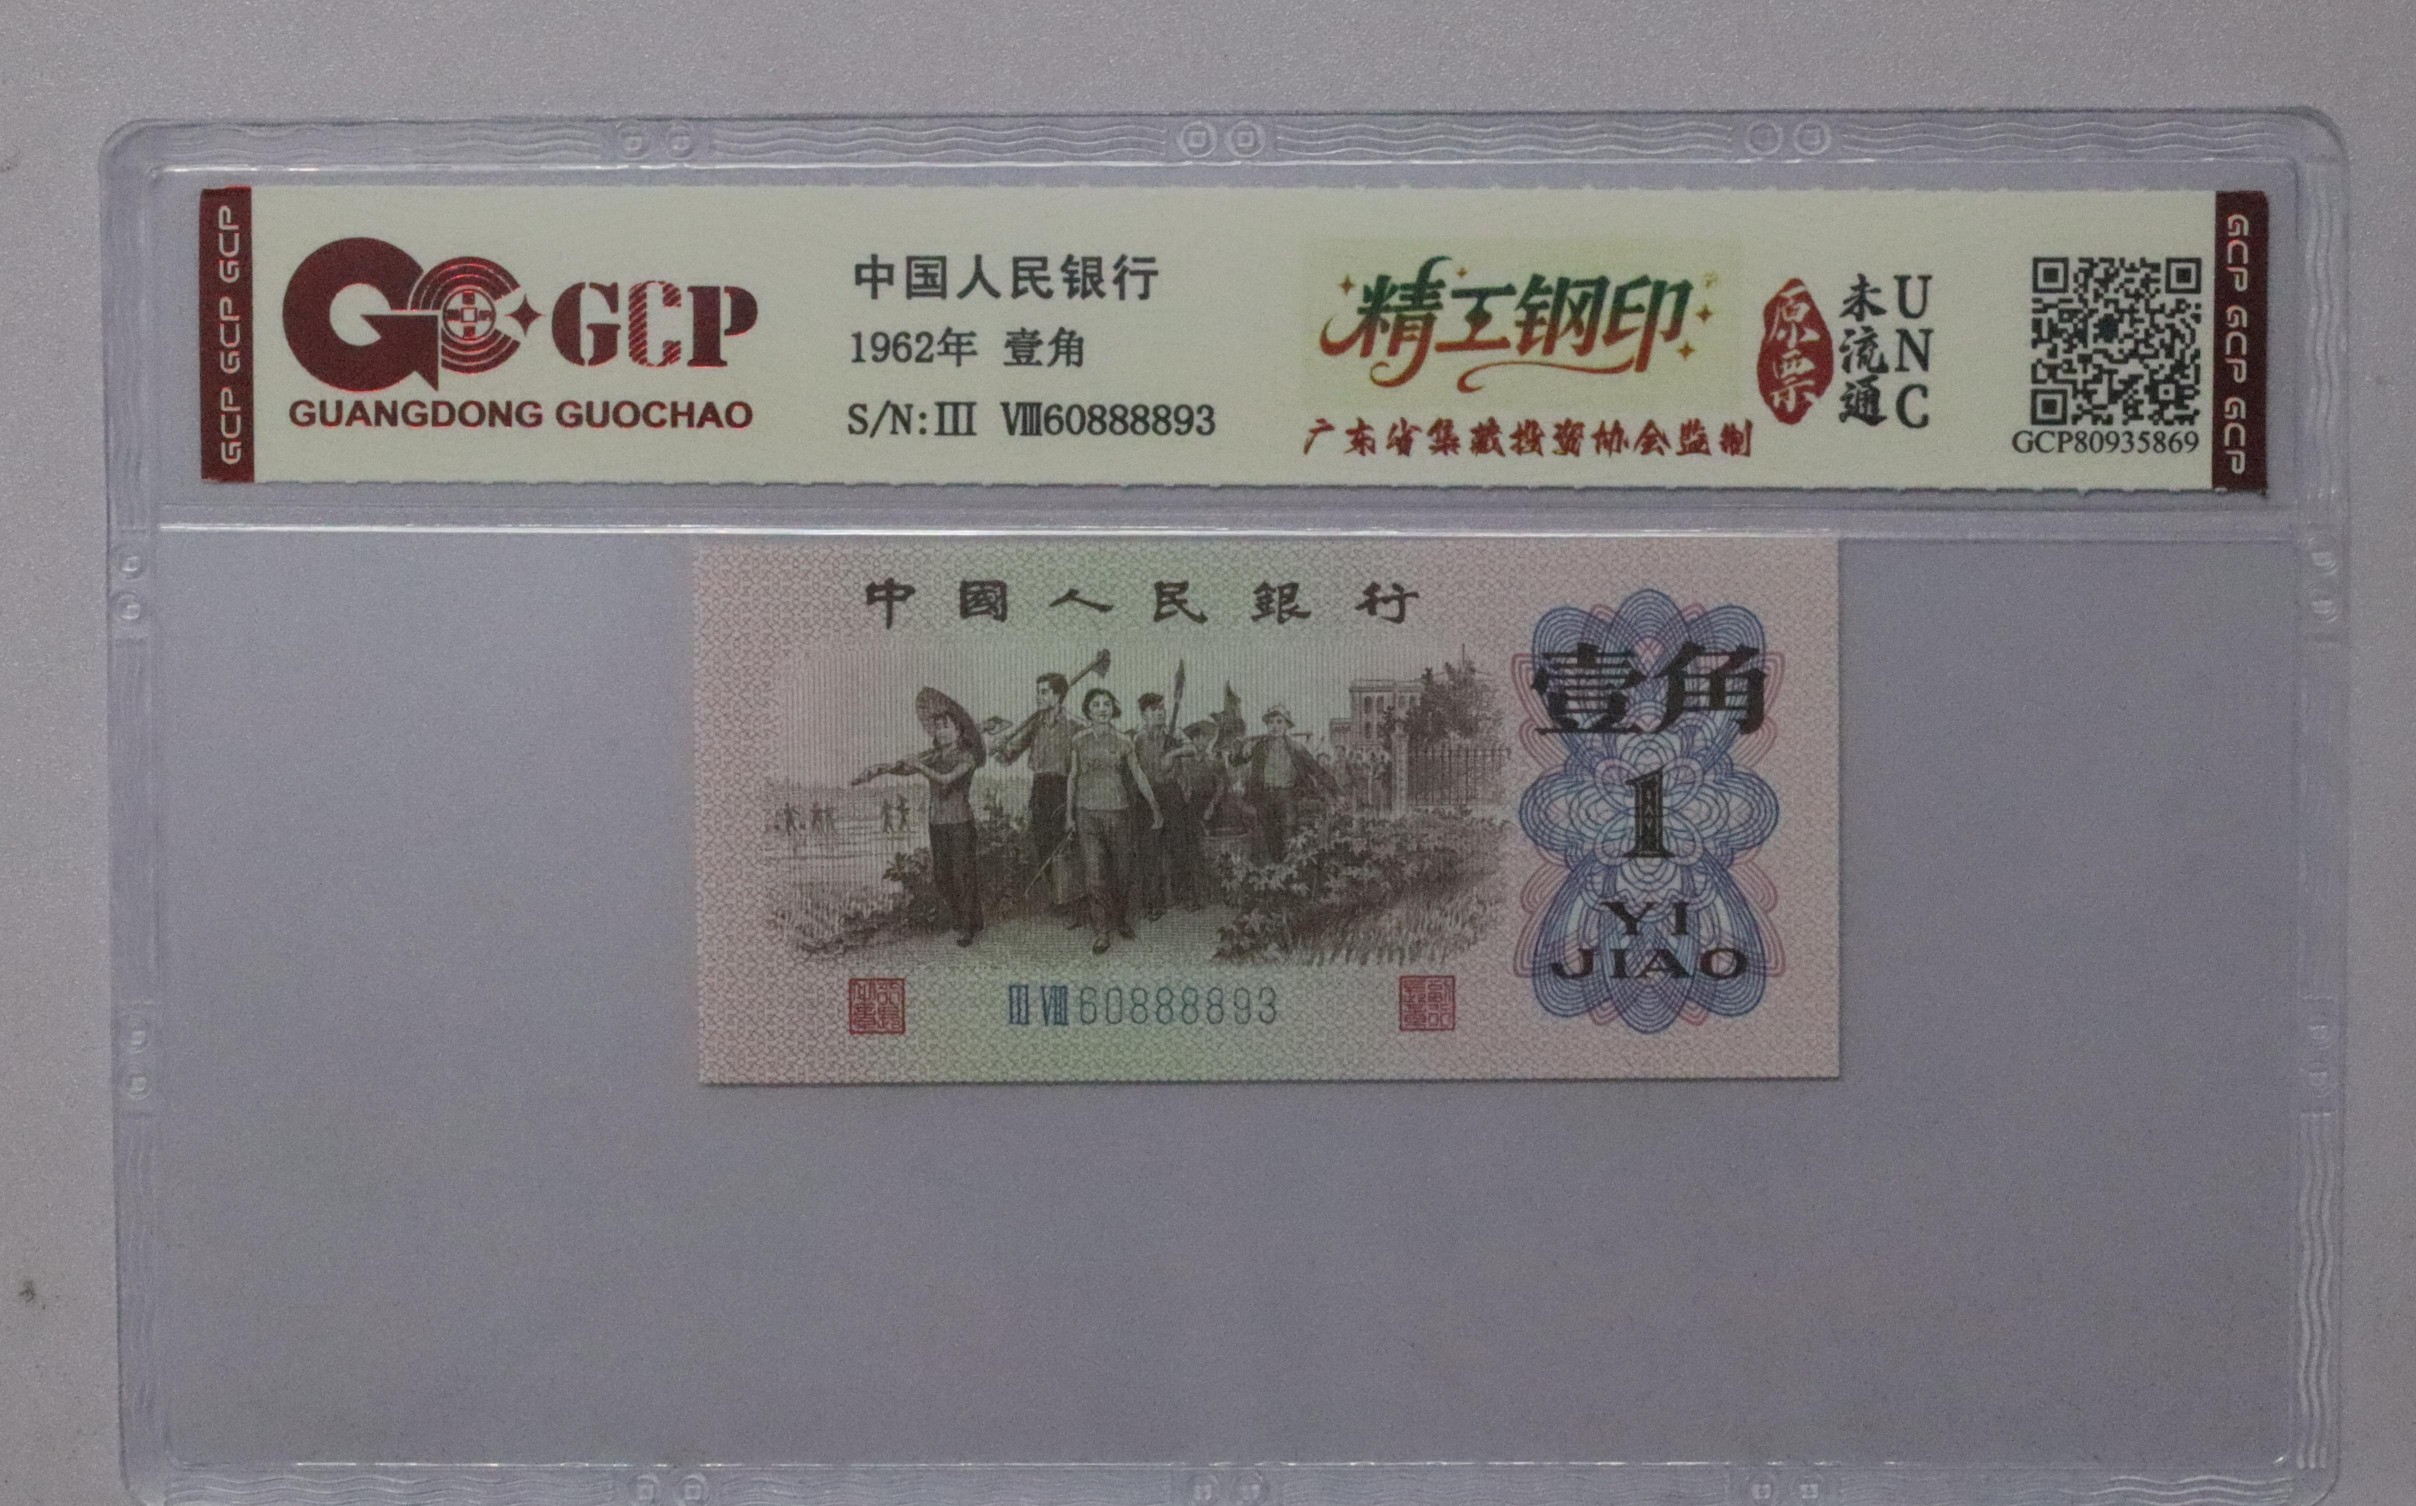 GCP GCP GCP
GCP
GUANGDONG GUOCHAO
中国人民银行
1962年 壹角
S/N:III VIII60888893
精工钢印
广东省集藏投资协会监制
原票
未流通
UNC
GCP80935869
GCP GCP GCP
中國人民銀行
壹角
1
YI
JIAO
III VIII 60888893